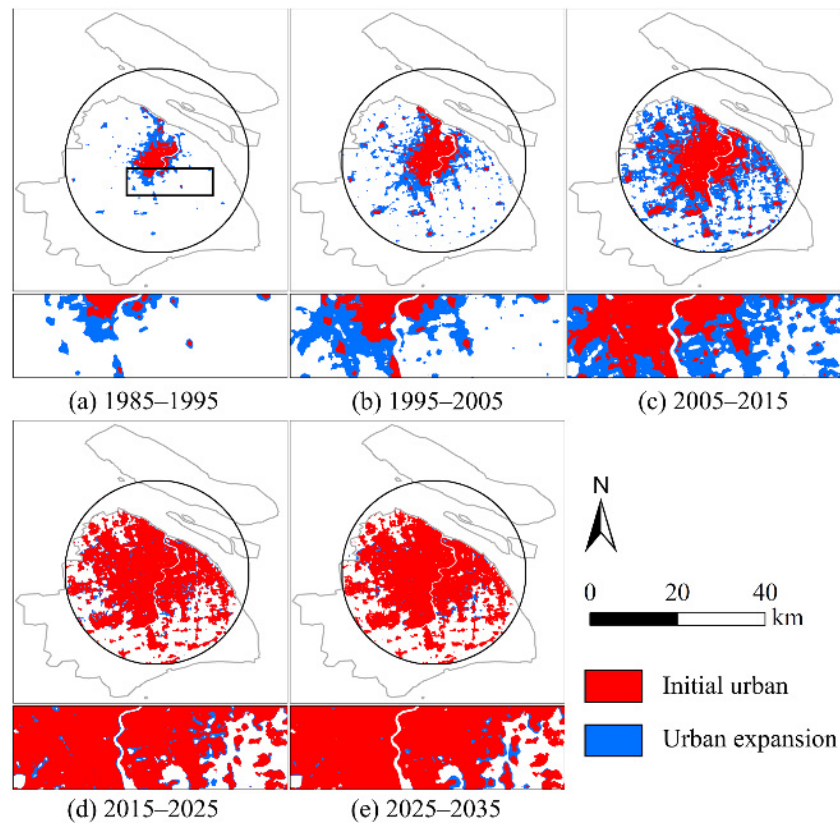 (a) 1985–1995
(b) 1995–2005
(c) 2005–2015
N
0 20 40
km
Initial urban
Urban expansion
(d) 2015–2025
(e) 2025–2035